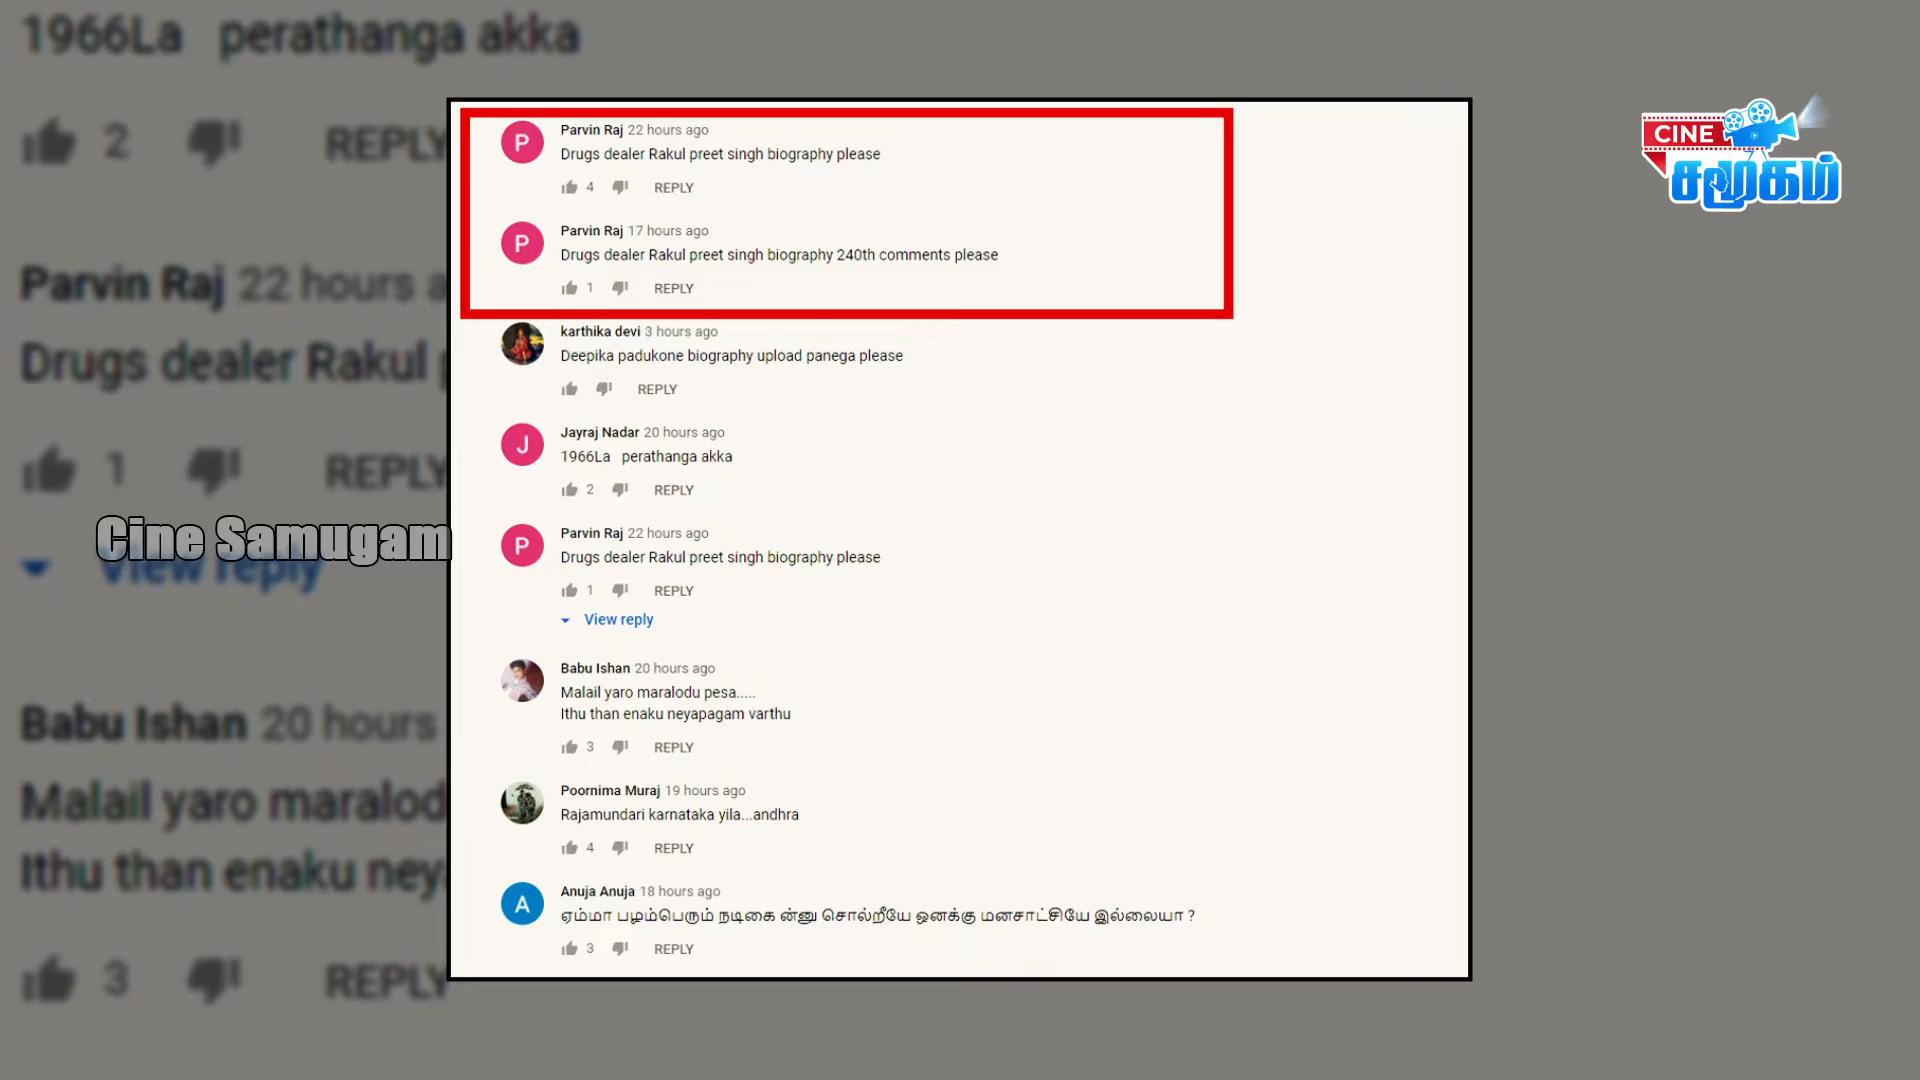 1966La perathanga akka
2 REPLY
Parvin Raj 22 hours a
Drugs dealer Rakul p
1 REPLY
View reply
Babu Ishan 20 hours
Malail yaro maralod
Ithu than enaku ney
3 REPLY
Cine Samugam
Parvin Raj 22 hours ago
Drugs dealer Rakul preet singh biography please
4 REPLY
Parvin Raj 17 hours ago
Drugs dealer Rakul preet singh biography 240th comments please
1 REPLY
karthika devi 3 hours ago
Deepika padukone biography upload panega please
REPLY
Jayraj Nadar 20 hours ago
1966La perathanga akka
2 REPLY
Parvin Raj 22 hours ago
Drugs dealer Rakul preet singh biography please
1 REPLY
View reply
Babu Ishan 20 hours ago
Malail yaro maralodu pesa.....
Ithu than enaku neyapagam varthu
3 REPLY
Poornima Muraj 19 hours ago
Rajamundari karnataka yila...andhra
4 REPLY
Anuja Anuja 18 hours ago
ஏம்மா பழம்பெரும் நடிகை ன்னு சொல்றீயே ஒனக்கு மனசாட்சியே இல்லையா ?
3 REPLY
P
P
J
P
A
CINE
சமூகம்